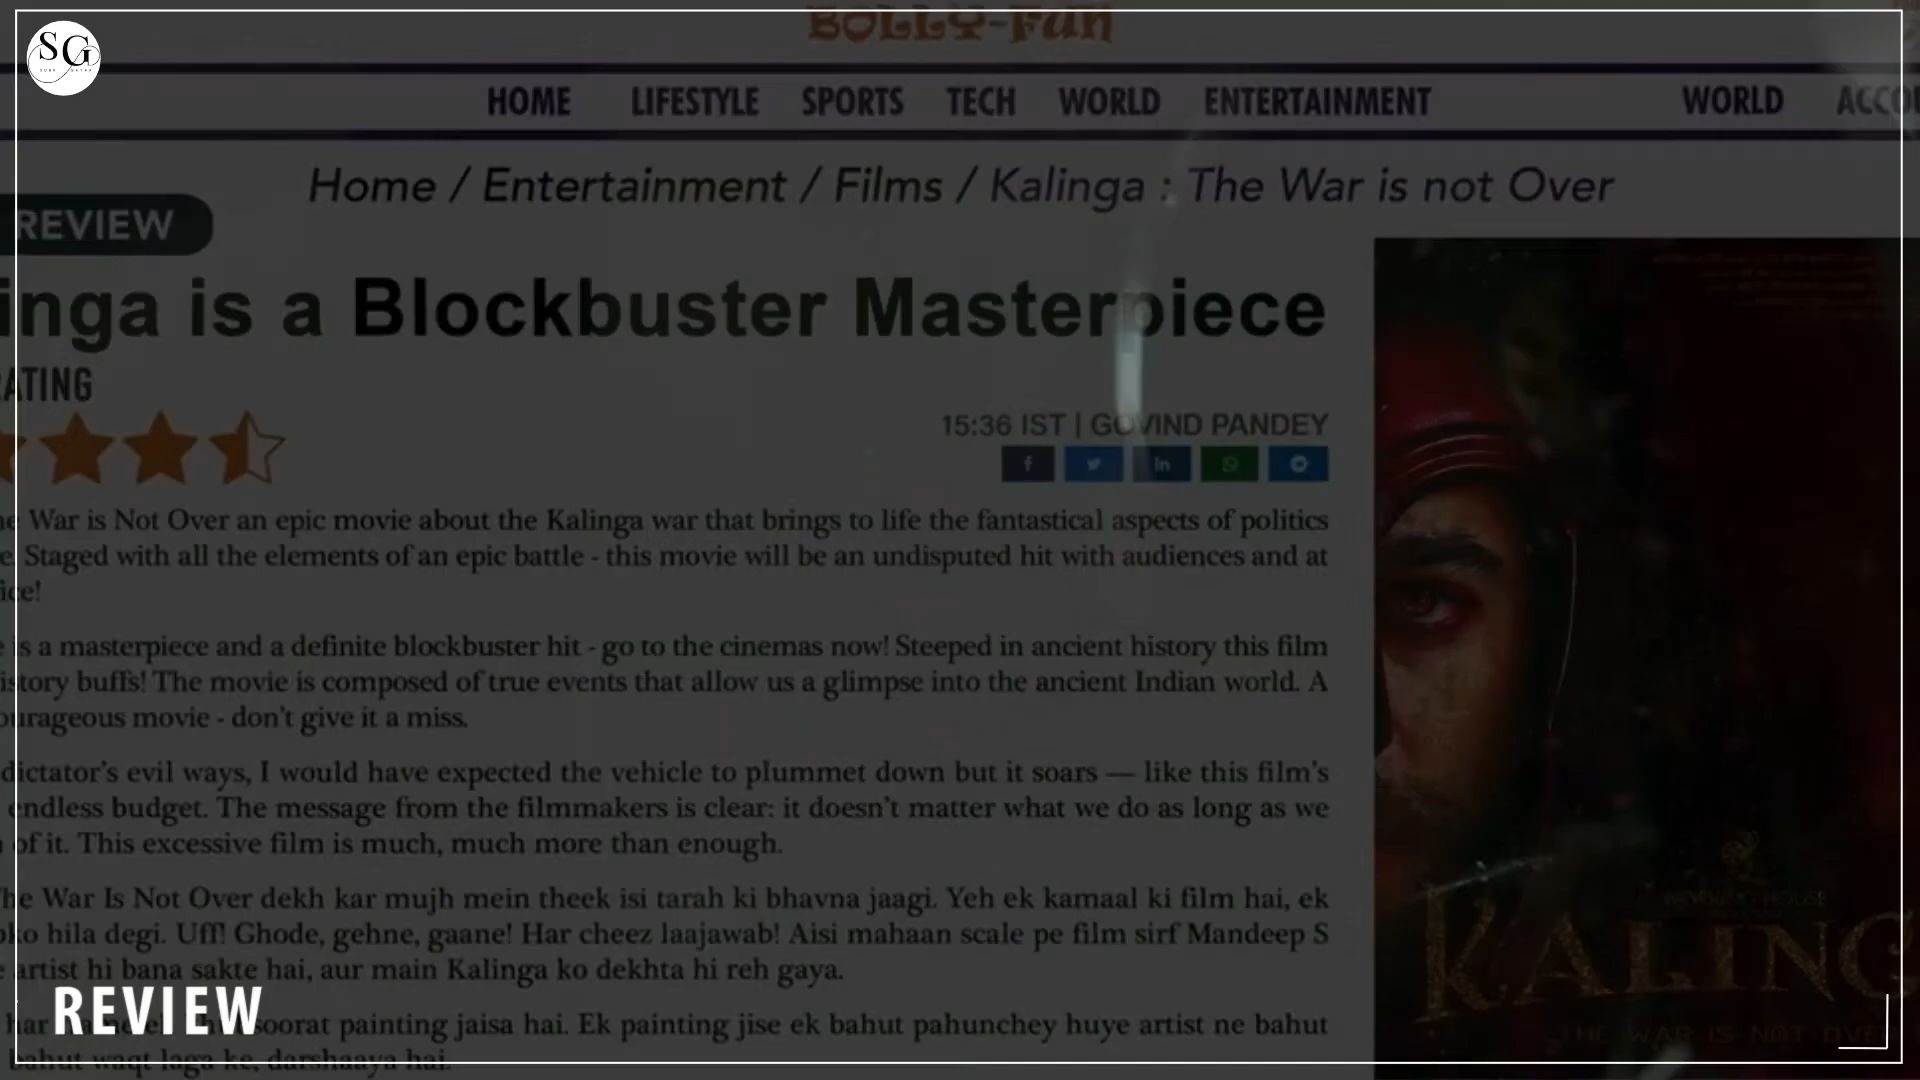 BOLLY-FUN
SG
HOME LIFESTYLE SPORTS TECH WORLD ENTERTAINMENT WORLD
Home / Entertainment / Films / Kalinga : The War is not Over
REVIEW
inga is a Blockbuster Masterpiece
RATING
15:36 IST | GOVIND PANDEY
f in
War is Not Over an epic movie about the Kalinga war that brings to life the fantastical aspects of politics
Staged with all the elements of an epic battle - this movie will be an undisputed hit with audiences and at
ice!
is a masterpiece and a definite blockbuster hit - go to the cinemas now! Steeped in ancient history this film
istory buffs! The movie is composed of true events that allow us a glimpse into the ancient Indian world. A
ourageous movie - don't give it a miss.
dictator's evil ways, I would have expected the vehicle to plummet down but it soars — like this film's
endless budget. The message from the filmmakers is clear: it doesn't matter what we do as long as we
of it. This excessive film is much, much more than enough.
he War Is Not Over dekh kar mujh mein theek isi tarah ki bhavna jaagi. Yeh ek kamaal ki film hai, ek
ko hila degi. Uff! Ghode, gehne, gaane! Har cheez laajawab! Aisi mahaan scale pe film sirf Mandeep S
artist hi bana sakte hai, aur main Kalinga ko dekhta hi reh gaya.
har soorat painting jaisa hai. Ek painting jise ek bahut pahunchey huye artist ne bahut
bahut waqt laga ke, darshaaya hai.
KALING
THE WAR IS NOT OVE
REVIEW